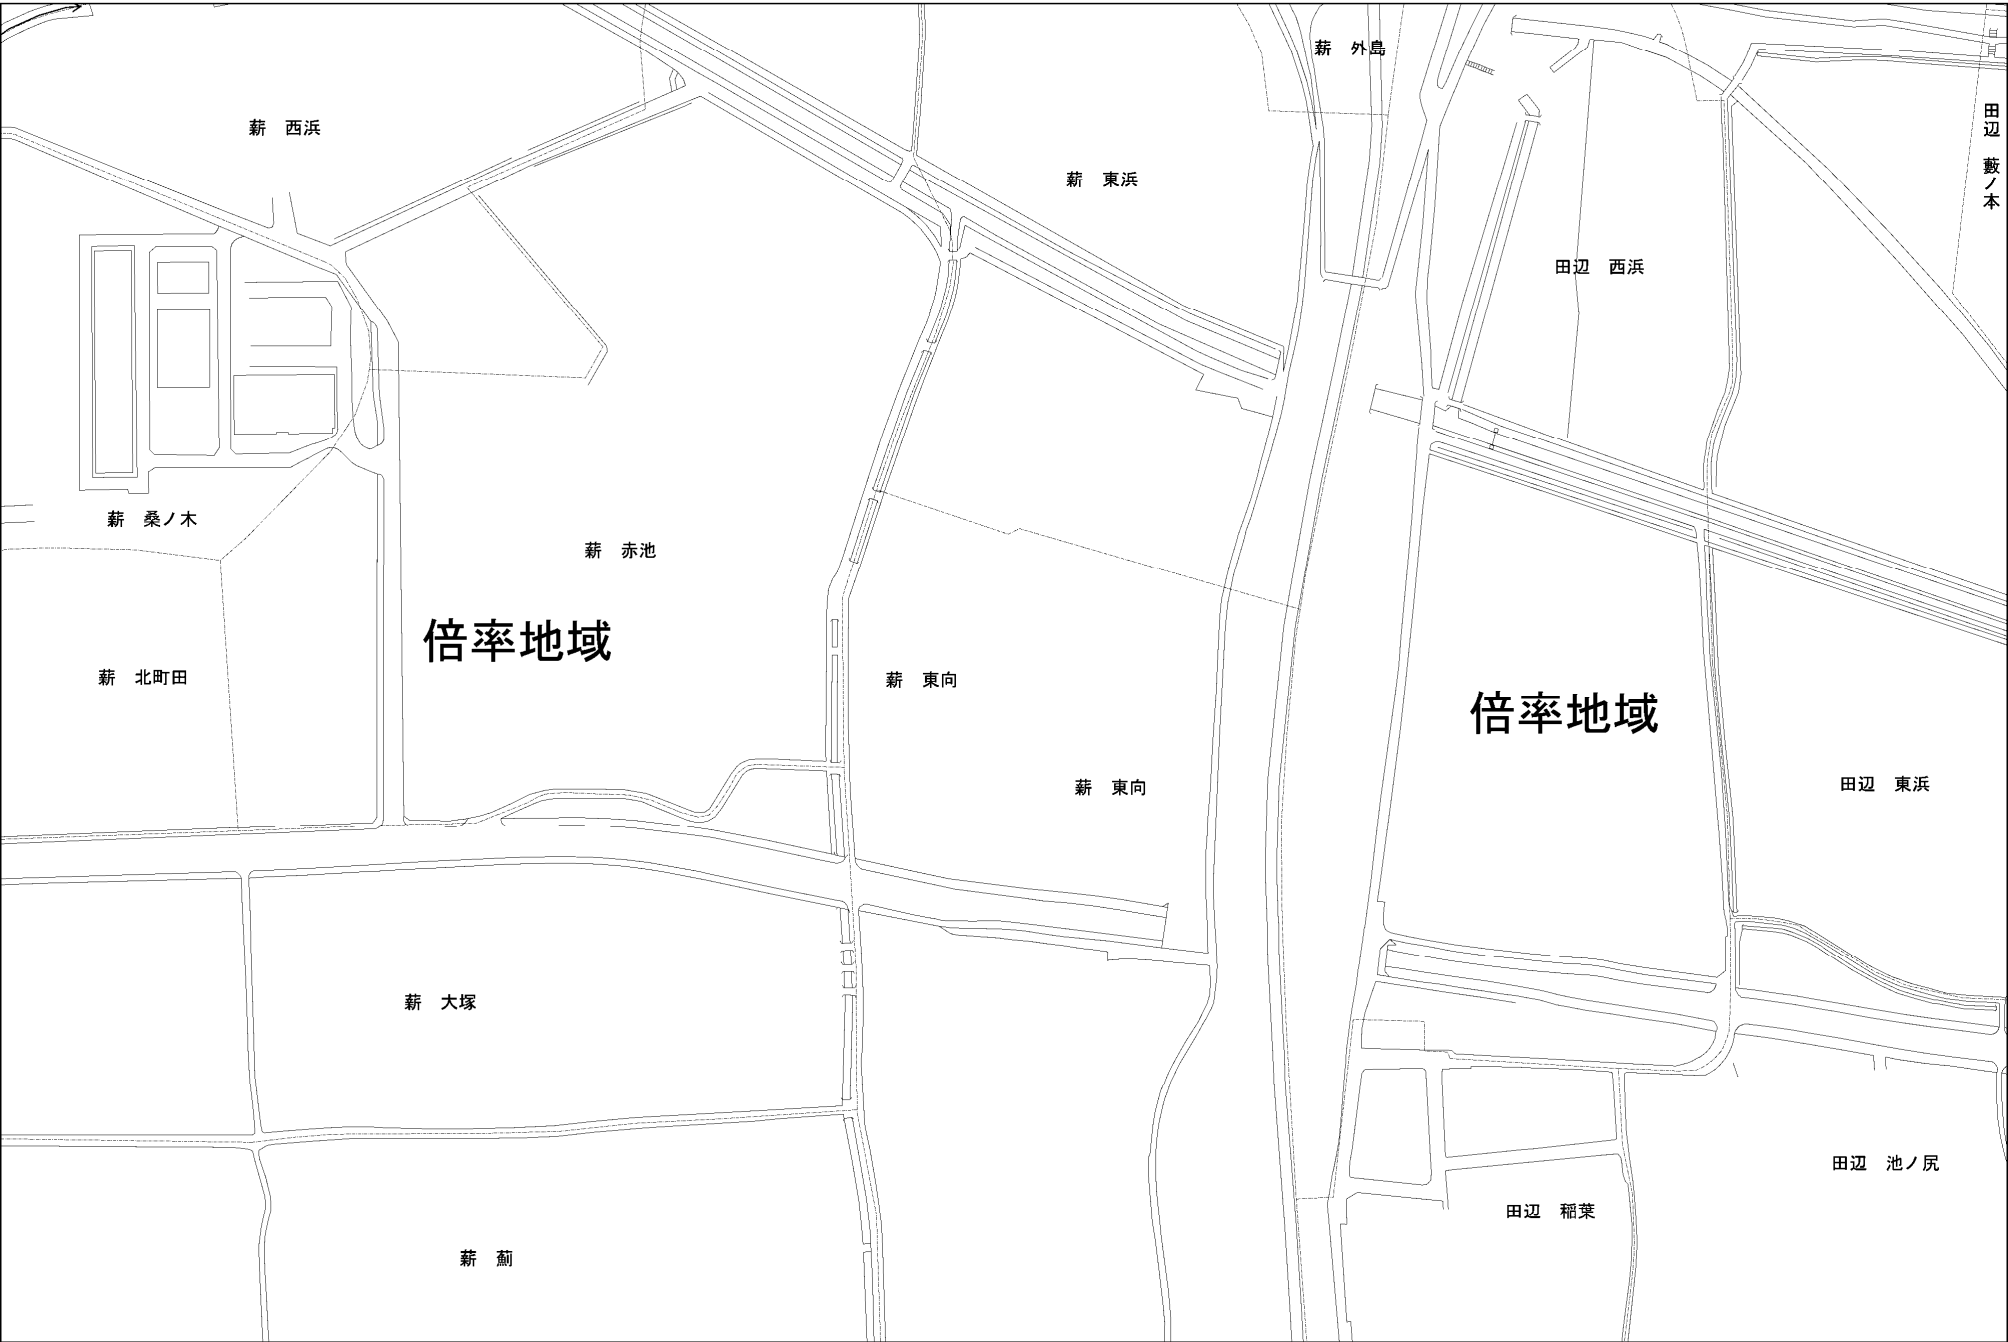 薪　外島
薪　西浜
田辺　藪ノ本
薪　東浜
田辺　西浜
薪　桑ノ木
薪　赤池
倍率地域
薪　北町田
薪　東向
倍率地域
薪　東向
田辺　東浜
薪　大塚
田辺　池ノ尻
田辺　稲葉
薪　薊